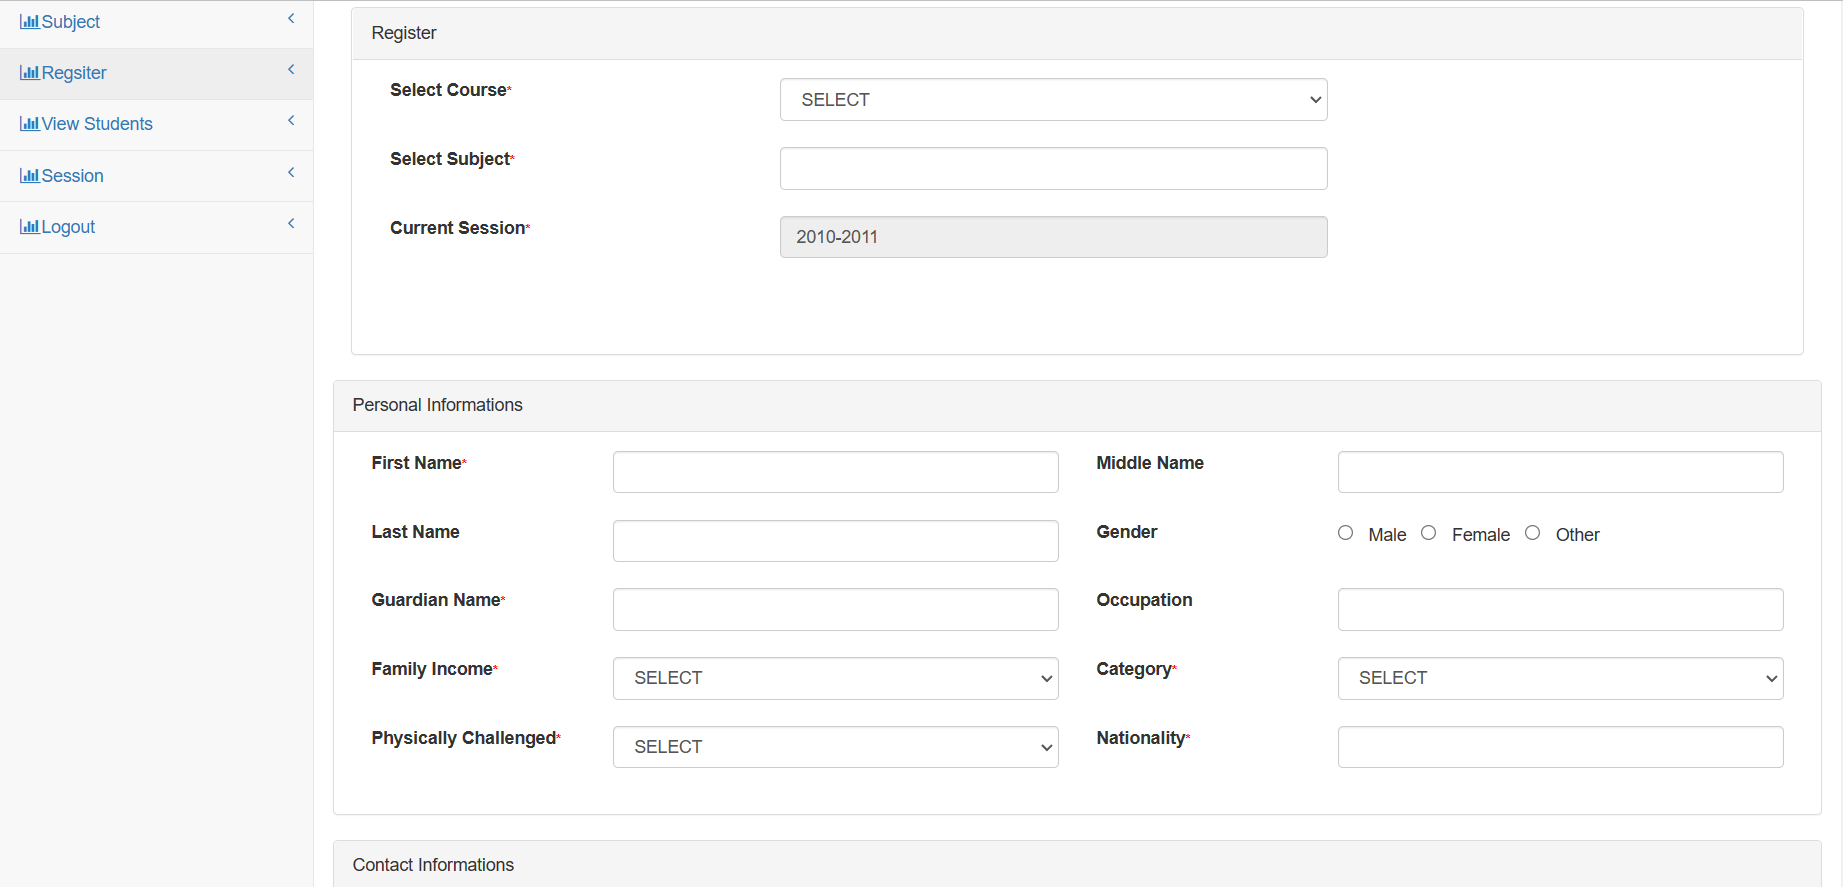 Subject
Regsiter
View Students
Session
Logout
Register
Select Course*
SELECT
Select Subject*
Current Session*
2010-2011
Personal Informations
First Name*
Middle Name
Last Name
Gender
Male Female Other
Guardian Name*
Occupation
Family Income*
SELECT
Category*
SELECT
Physically Challenged*
SELECT
Nationality*
Contact Informations